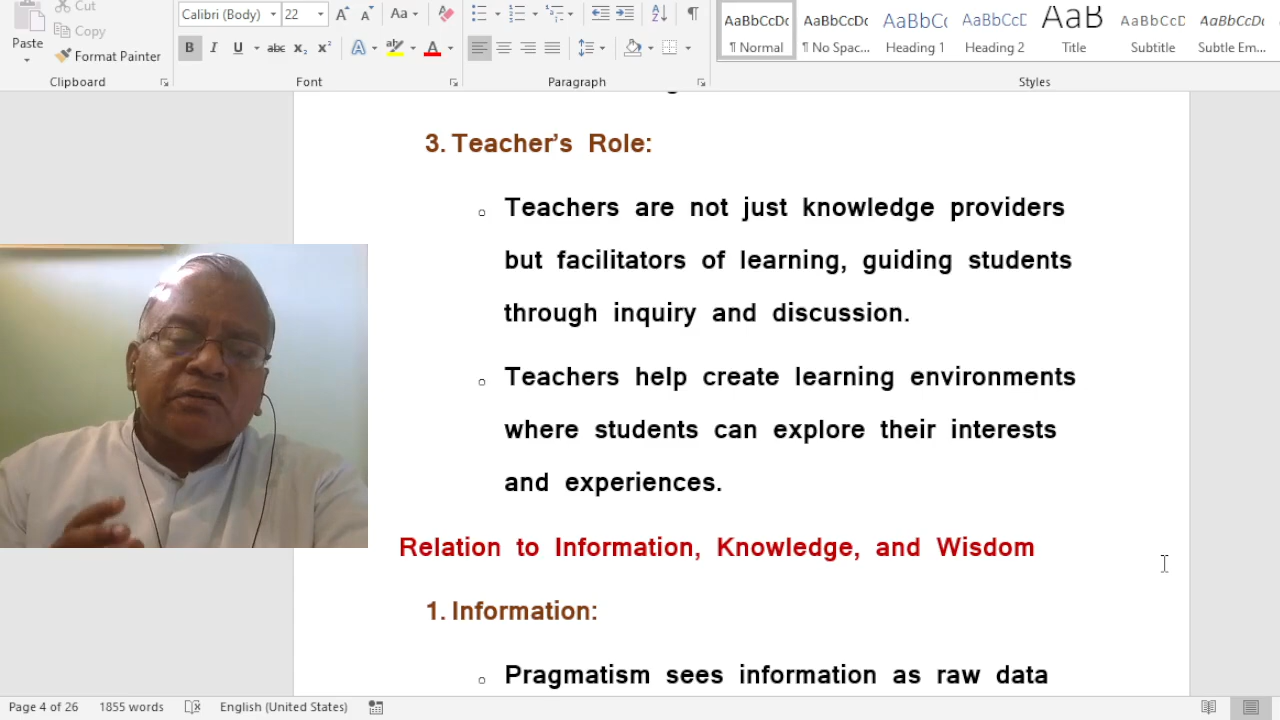 Cut
Copy
Paste
Format Painter
Clipboard
Calibri (Body) 22
Aa
B I U abc x₂ x²
A A
Font
Paragraph
AaBbCcDc AaBbCcDc AaBbCc AaBbCcD AaB AaBbCcD AaBbCcDc
¶ Normal ¶ No Spac... Heading 1 Heading 2 Title Subtitle Subtle Em...
Styles
3. Teacher’s Role:
Teachers are not just knowledge providers
but facilitators of learning, guiding students
through inquiry and discussion.
Teachers help create learning environments
where students can explore their interests
and experiences.
Relation to Information, Knowledge, and Wisdom
1. Information:
Pragmatism sees information as raw data
Page 4 of 26 1855 words English (United States)